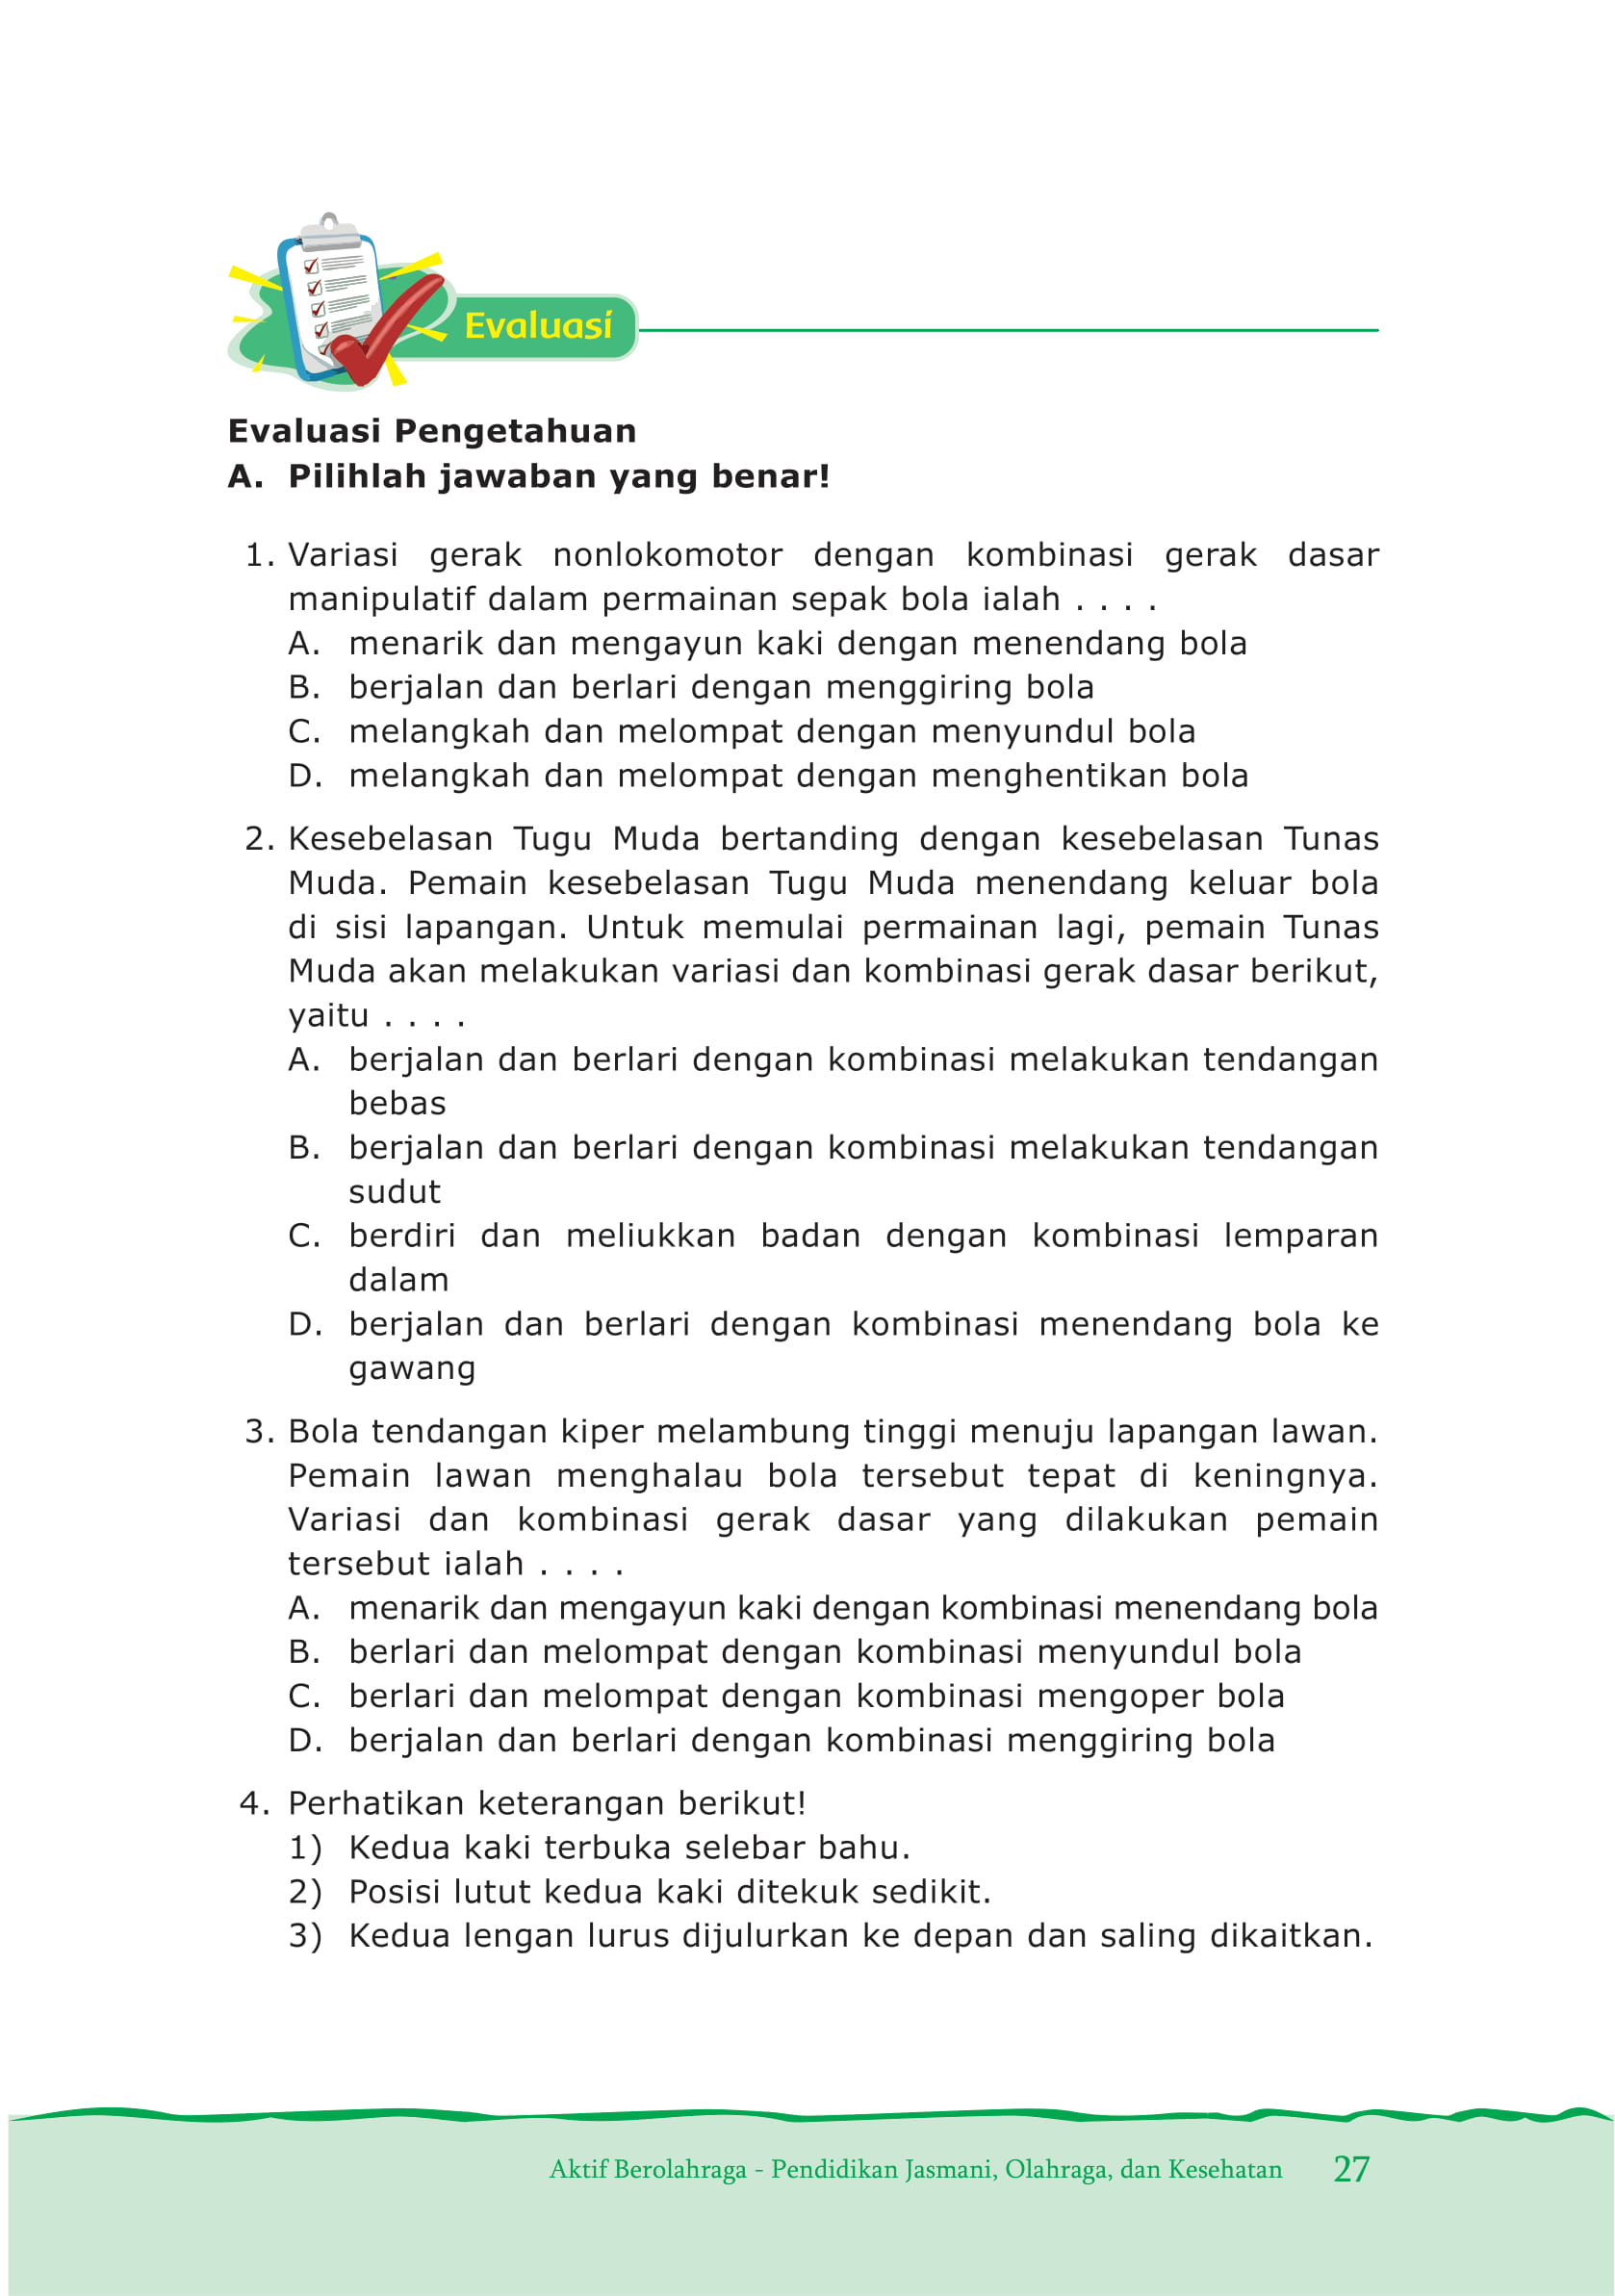 Evaluasi
Evaluasi Pengetahuan
A. Pilihlah jawaban yang benar!
1. Variasi gerak nonlokomotor dengan kombinasi gerak dasar
manipulatif dalam permainan sepak bola ialah . . . .
A. menarik dan mengayun kaki dengan menendang bola
B. berjalan dan berlari dengan menggiring bola
C. melangkah dan melompat dengan menyundul bola
D. melangkah dan melompat dengan menghentikan bola
2. Kesebelasan Tugu Muda bertanding dengan kesebelasan Tunas
Muda. Pemain kesebelasan Tugu Muda menendang keluar bola
di sisi lapangan. Untuk memulai permainan lagi, pemain Tunas
Muda akan melakukan variasi dan kombinasi gerak dasar berikut,
yaitu . . . .
A. berjalan dan berlari dengan kombinasi melakukan tendangan
bebas
B. berjalan dan berlari dengan kombinasi melakukan tendangan
sudut
C. berdiri dan meliukkan badan dengan kombinasi lemparan
dalam
D. berjalan dan berlari dengan kombinasi menendang bola ke
gawang
3. Bola tendangan kiper melambung tinggi menuju lapangan lawan.
Pemain lawan menghalau bola tersebut tepat di keningnya.
Variasi dan kombinasi gerak dasar yang dilakukan pemain
tersebut ialah . . . .
A. menarik dan mengayun kaki dengan kombinasi menendang bola
B. berlari dan melompat dengan kombinasi menyundul bola
C. berlari dan melompat dengan kombinasi mengoper bola
D. berjalan dan berlari dengan kombinasi menggiring bola
4. Perhatikan keterangan berikut!
1) Kedua kaki terbuka selebar bahu.
2) Posisi lutut kedua kaki ditekuk sedikit.
3) Kedua lengan lurus dijulurkan ke depan dan saling dikaitkan.
Aktif Berolahraga - Pendidikan Jasmani, Olahraga, dan Kesehatan 27